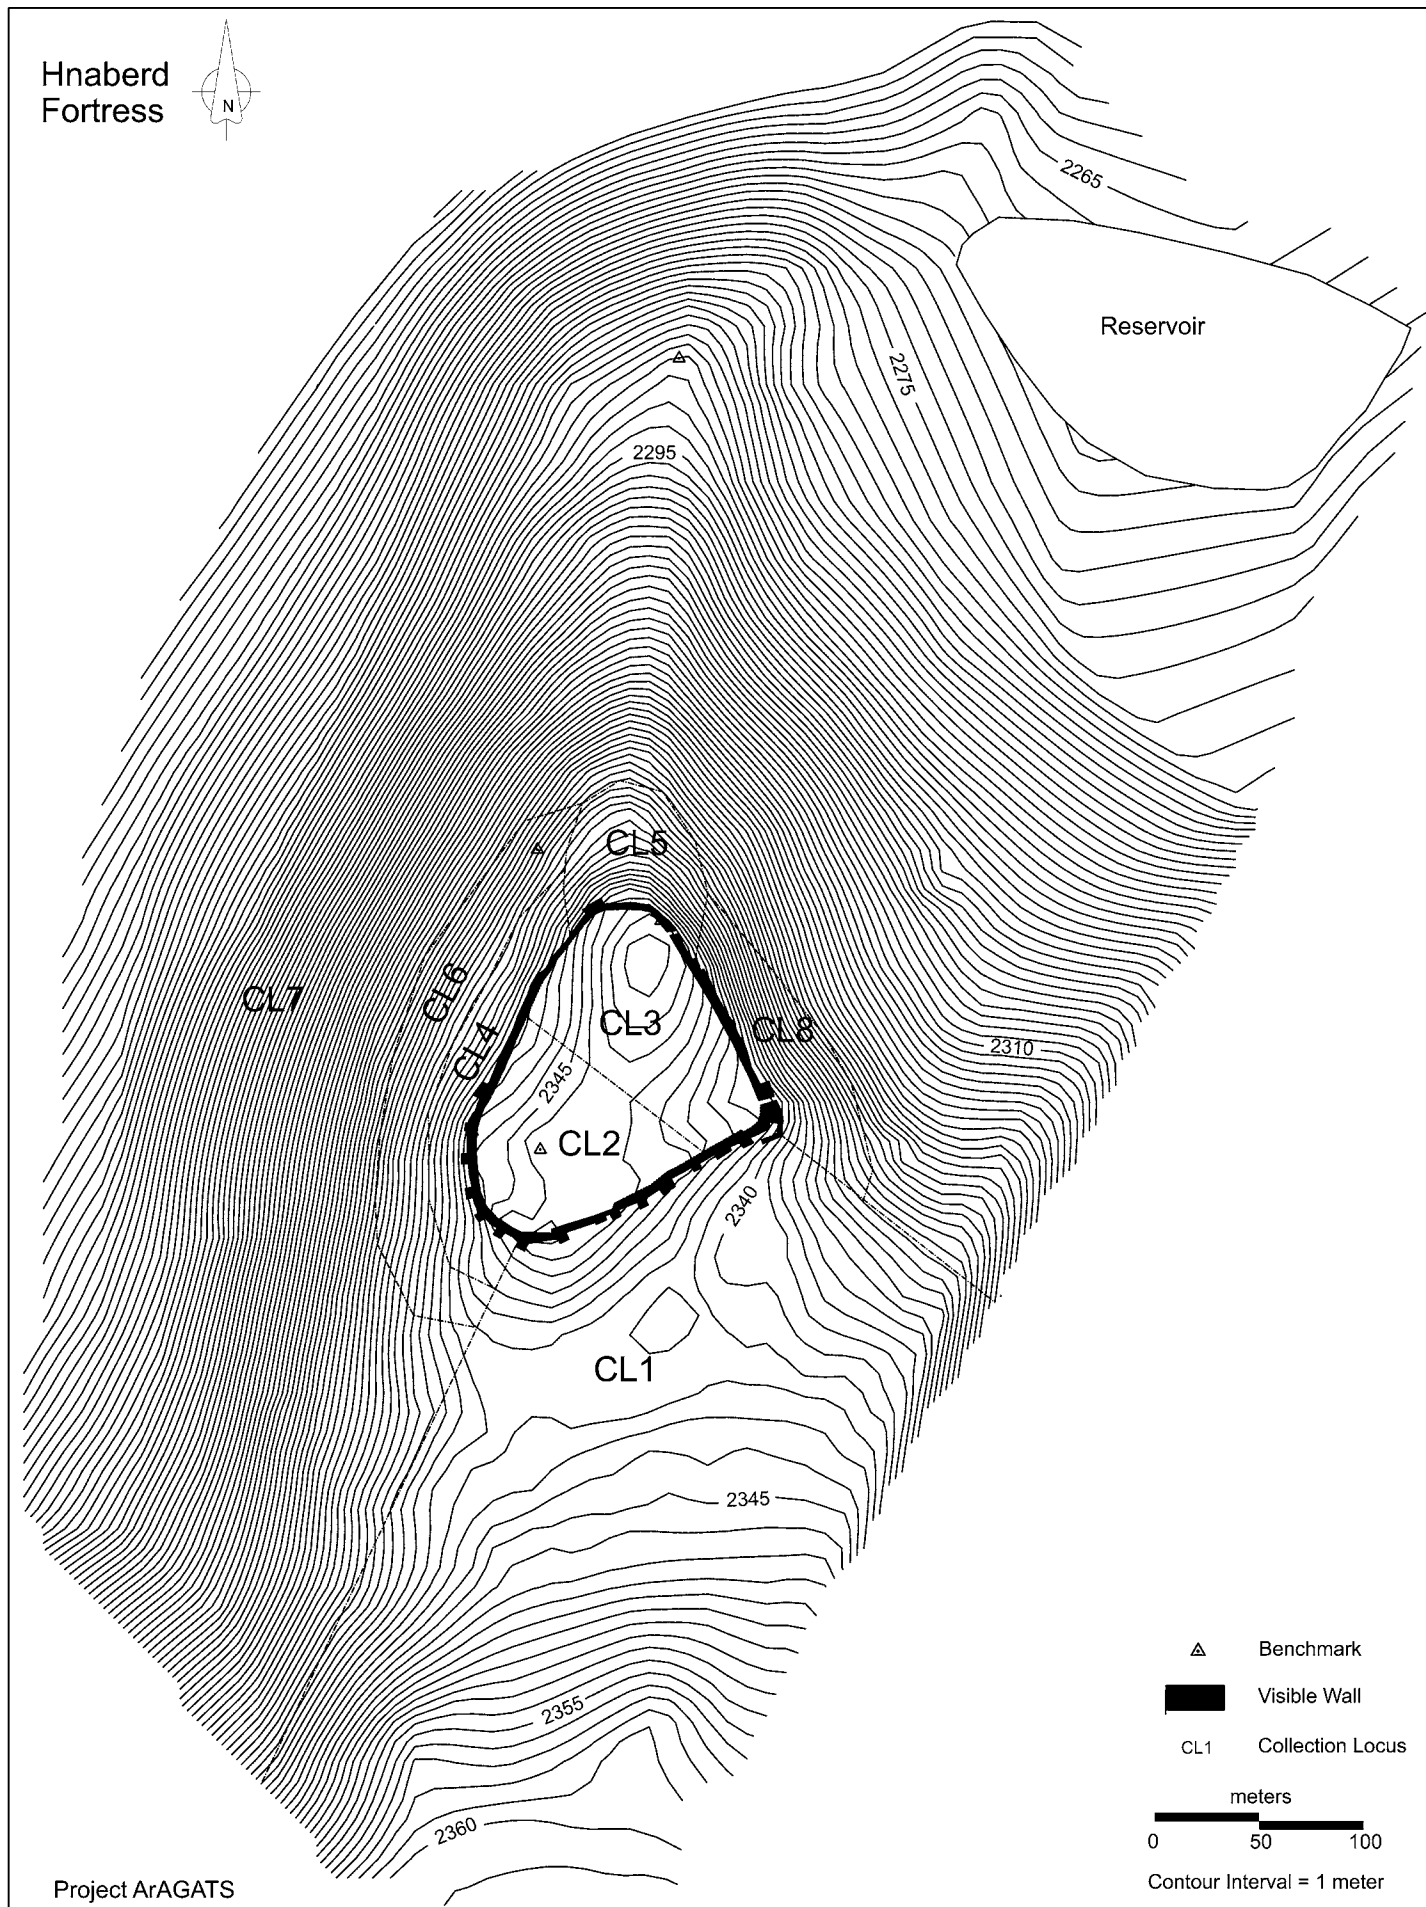 Hnaberd
Fortress
N
2265
Reservoir
2275
2295
CL5
CL6
CL7
CL3
CL8
CL4
2310
2345
CL2
2340
CL1
2345
2355
2360
Benchmark
Visible Wall
CL1 Collection Locus
meters
0 50 100
Contour Interval = 1 meter
Project ArAGATS